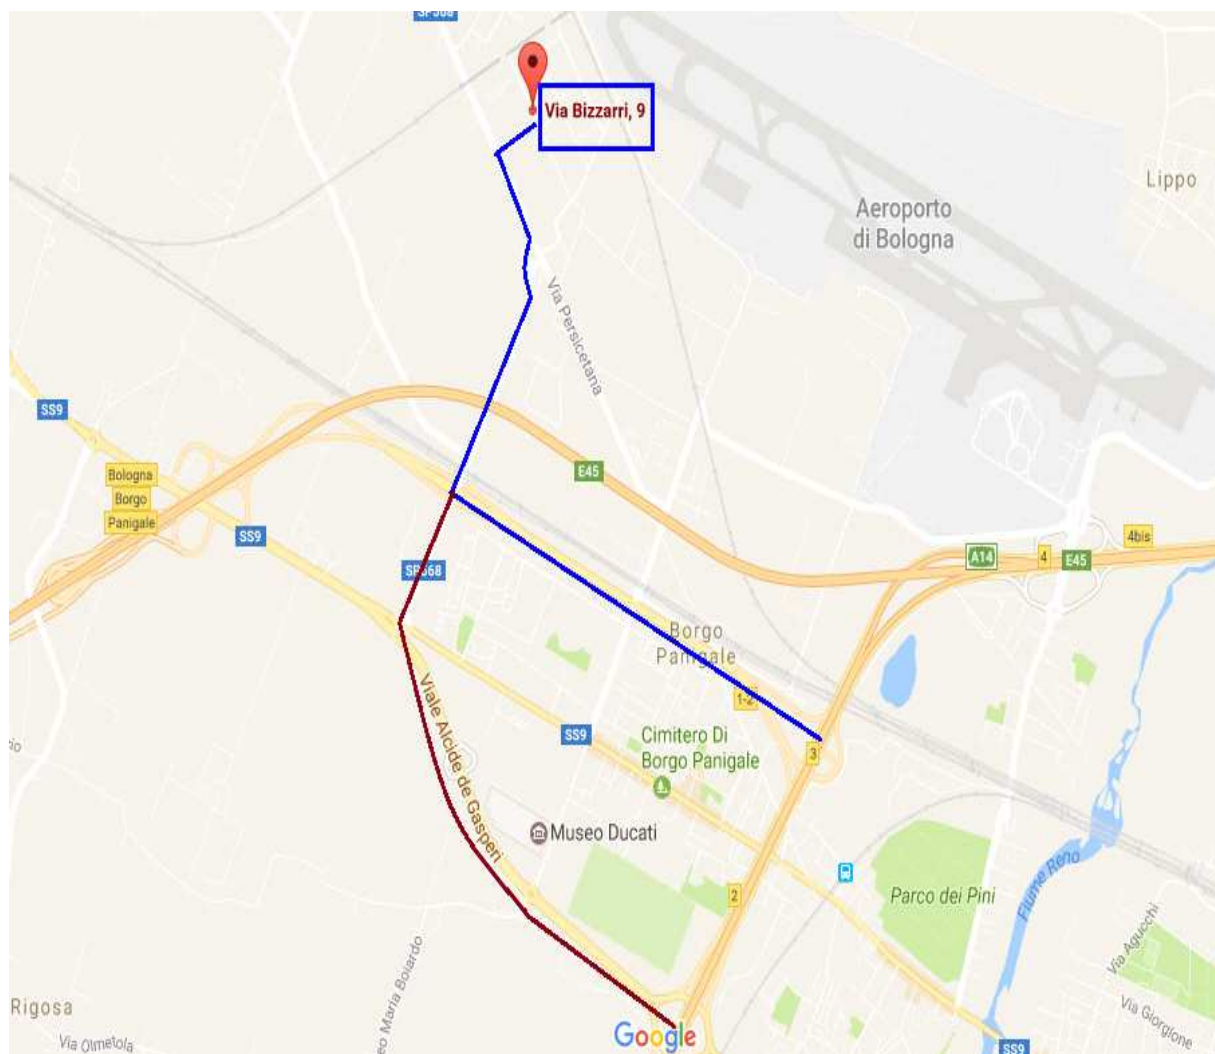 Via Bizzarri, 9
Lippo
Aeroporto
di Bologna
Via Persicetana
SS9
E45
Bologna
Borgo
Panigale
SS9
4bis
A14
4
E45
Borgo
Panigale
1-2
SS9
Cimitero Di
Borgo Panigale
3
Viale Alcide de Gasperi
Museo Ducati
2
Parco dei Pini
Fiume Reno
Via Agucchi
Maria Boiardo
Rigosa
Via Giorgione
Via Olmetola
Google
SS9